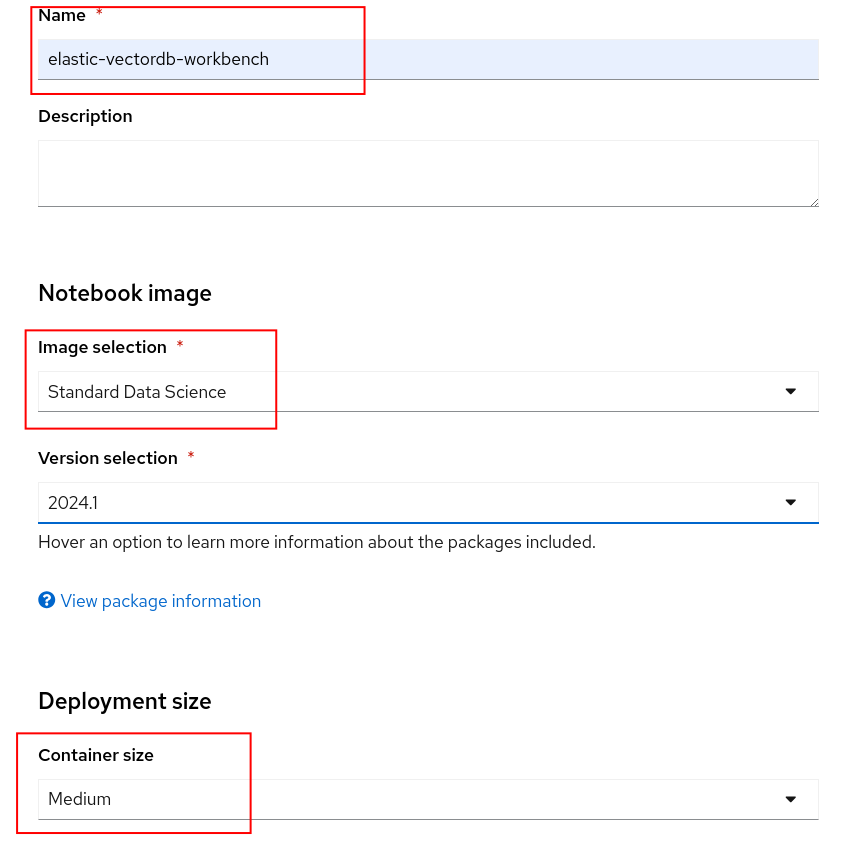 Name *
elastic-vectordb-workbench
Description
Notebook image
Image selection *
Standard Data Science
Version selection *
2024.1
Hover an option to learn more information about the packages included.
View package information
Deployment size
Container size
Medium